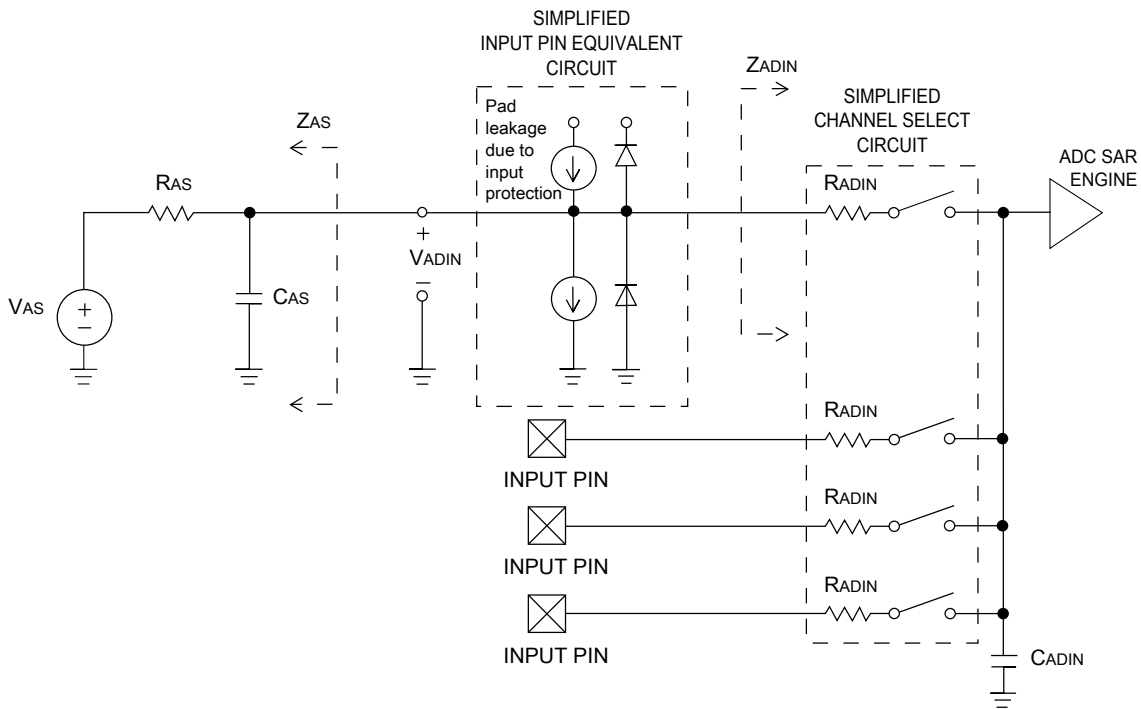 SIMPLIFIED
INPUT PIN EQUIVALENT
CIRCUIT
Pad
leakage
due to
input
protection
ZAS
RAS
VAS
+
−
CAS
+
VADIN
−
ZADIN
SIMPLIFIED
CHANNEL SELECT
CIRCUIT
RADIN
ADC SAR
ENGINE
RADIN
INPUT PIN
RADIN
INPUT PIN
RADIN
INPUT PIN
CADIN